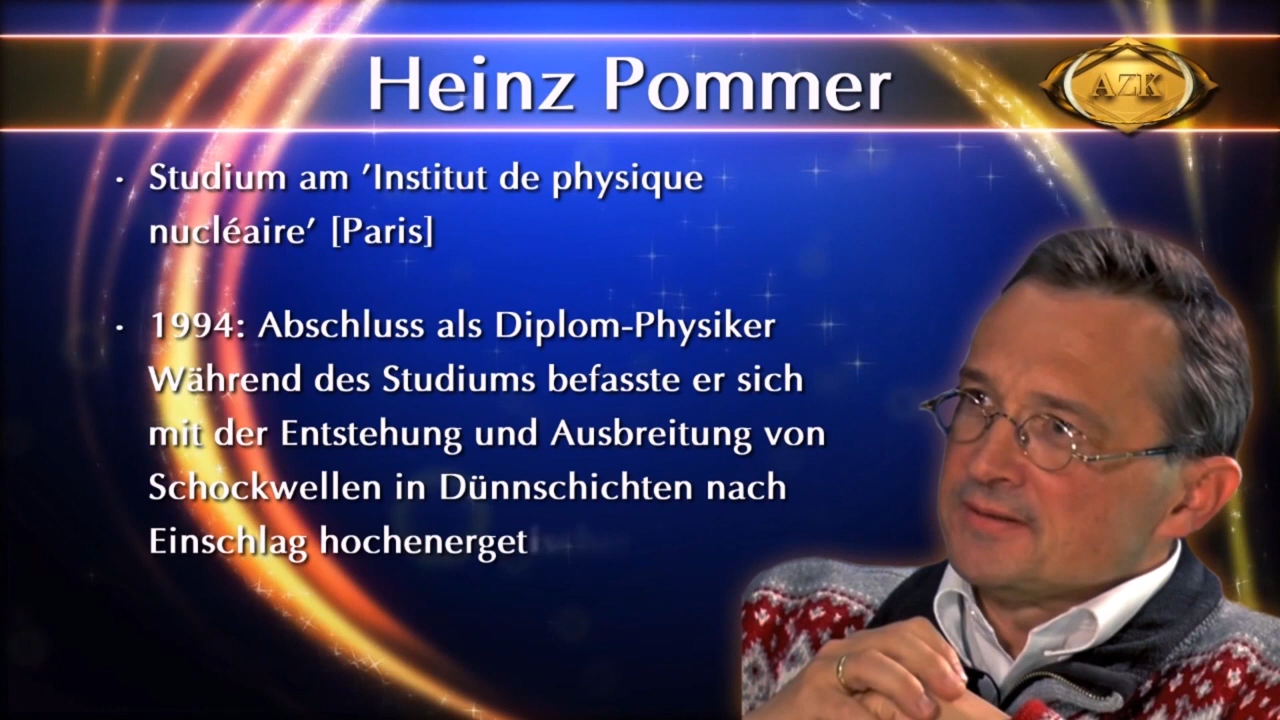 Heinz Pommer
AZK
• Studium am ’Institut de physique
nucléaire’ [Paris]
• 1994: Abschluss als Diplom-Physiker
Während des Studiums befasste er sich
mit der Entstehung und Ausbreitung von
Schockwellen in Dünnschichten nach
Einschlag hochenerget